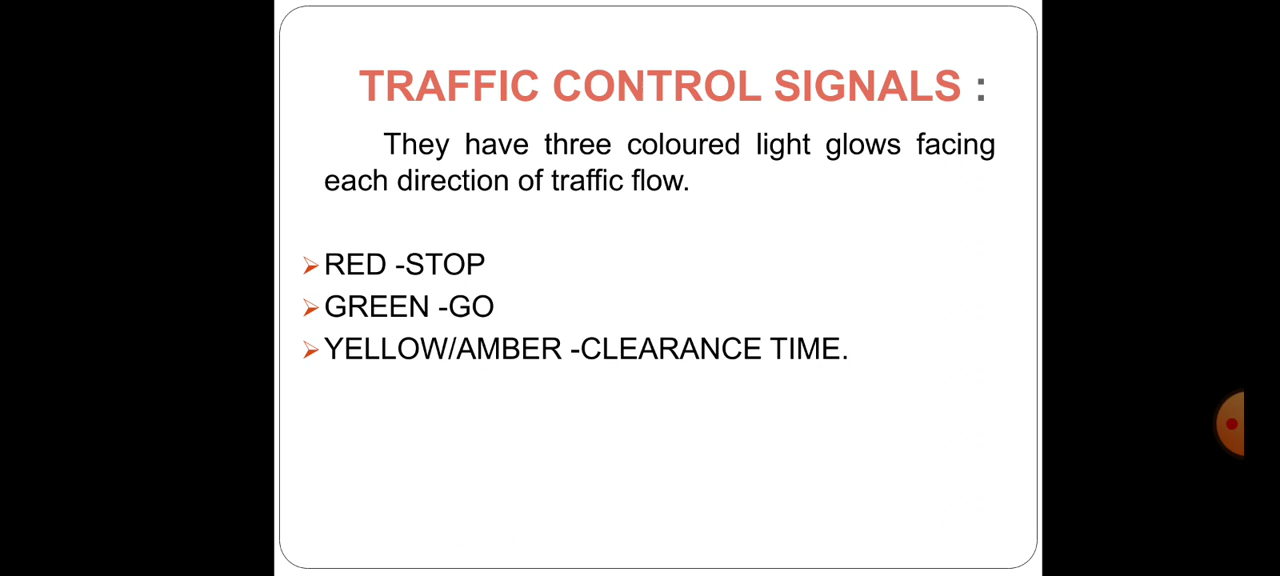 TRAFFIC CONTROL SIGNALS :
They have three coloured light glows facing
each direction of traffic flow.
RED -STOP
GREEN -GO
YELLOW/AMBER -CLEARANCE TIME.